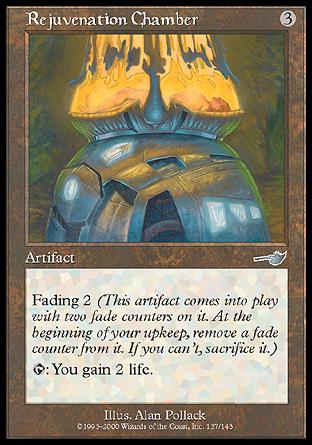 Rejuvenation Chamber 3
Artifact
Fading 2 (This artifact comes into play
with two fade counters on it. At the
beginning of your upkeep, remove a fade
counter from it. If you can't, sacrifice it.)
: You gain 2 life.
Illus. Alan Pollack
© 1993-2000 Wizards of the Coast, Inc. 137/143